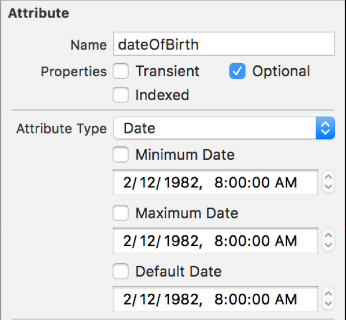 Attribute
Name dateOfBirth
Properties Transient Optional
Indexed
Attribute Type Date
Minimum Date
2/12/1982, 8:00:00 AM
Maximum Date
2/12/1982, 8:00:00 AM
Default Date
2/12/1982, 8:00:00 AM